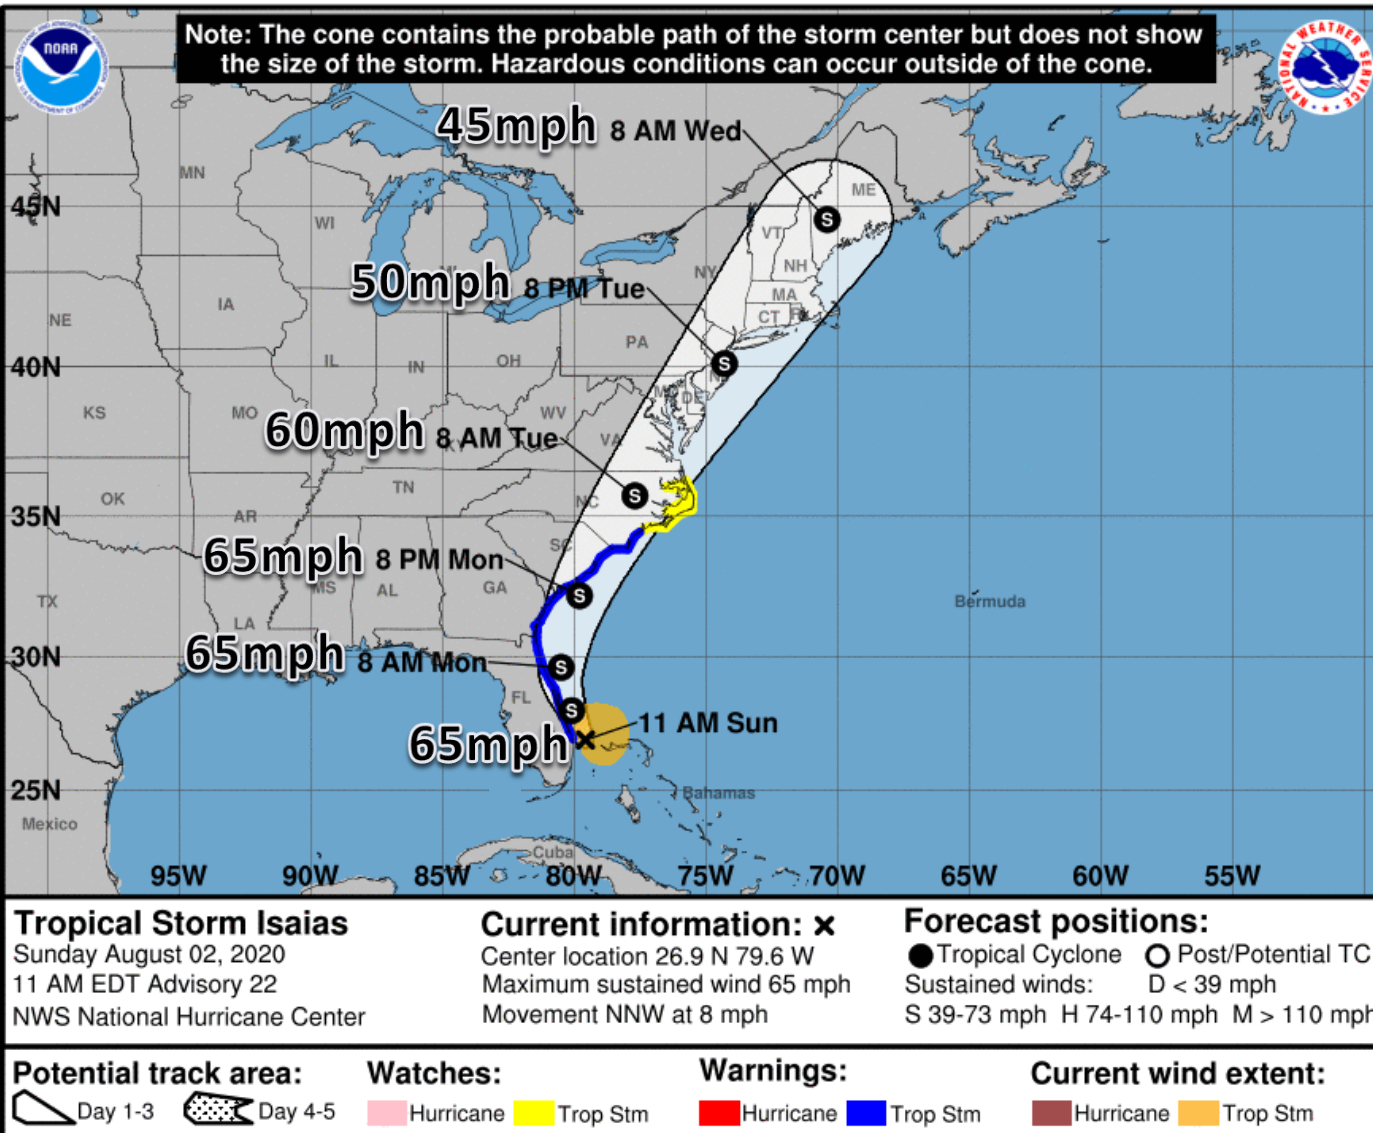 Note: The cone contains the probable path of the storm center but does not show
the size of the storm. Hazardous conditions can occur outside of the cone.
NOAA
NATIONAL WEATHER SERVICE
45mph 8 AM Wed
MN
ME
45N
WI
VT
NY
NH
50mph 8 PM Tue
IA
MA
CT
NE
PA
40N
IL
IN
OH
DE
KS
MO
WV
60mph 8 AM Tue
KY
VA
OK
TN
NC
35N
AR
SC
65mph 8 PM Mon
TX
MS
AL
GA
Bermuda
LA
30N
65mph 8 AM Mon
FL
65mph
11 AM Sun
25N
Bahamas
Mexico
Cuba
95W 90W 85W 80W 75W 70W 65W 60W 55W
Tropical Storm Isaias
Sunday August 02, 2020
11 AM EDT Advisory 22
NWS National Hurricane Center
Current information: ×
Center location 26.9 N 79.6 W
Maximum sustained wind 65 mph
Movement NNW at 8 mph
Forecast positions:
Tropical Cyclone Post/Potential TC
Sustained winds: D < 39 mph
S 39-73 mph H 74-110 mph M > 110 mph
Potential track area:
Day 1-3 Day 4-5
Watches:
Hurricane Trop Stm
Warnings:
Hurricane Trop Stm
Current wind extent:
Hurricane Trop Stm